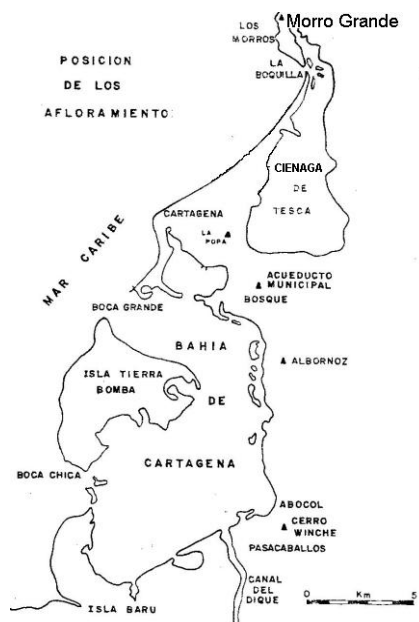 Morro Grande
LOS
MORROS
LA
BOQUILLA
POSICION
DE LOS
AFLORAMIENTO
CIENAGA
DE
TESCA
CARTAGENA
LA
POPA
MAR CARIBE
ACUEDUCTO
MUNICIPAL
BOSQUE
BOCA GRANDE
BAHIA
DE
CARTAGENA
ALBORNOZ
ISLA TIERRA
BOMBA
BOCA CHICA
ABOCOL
CERRO
WINCHE
PASACABALLOS
CANAL
DEL
DIQUE
ISLA BARU
0 Km 5